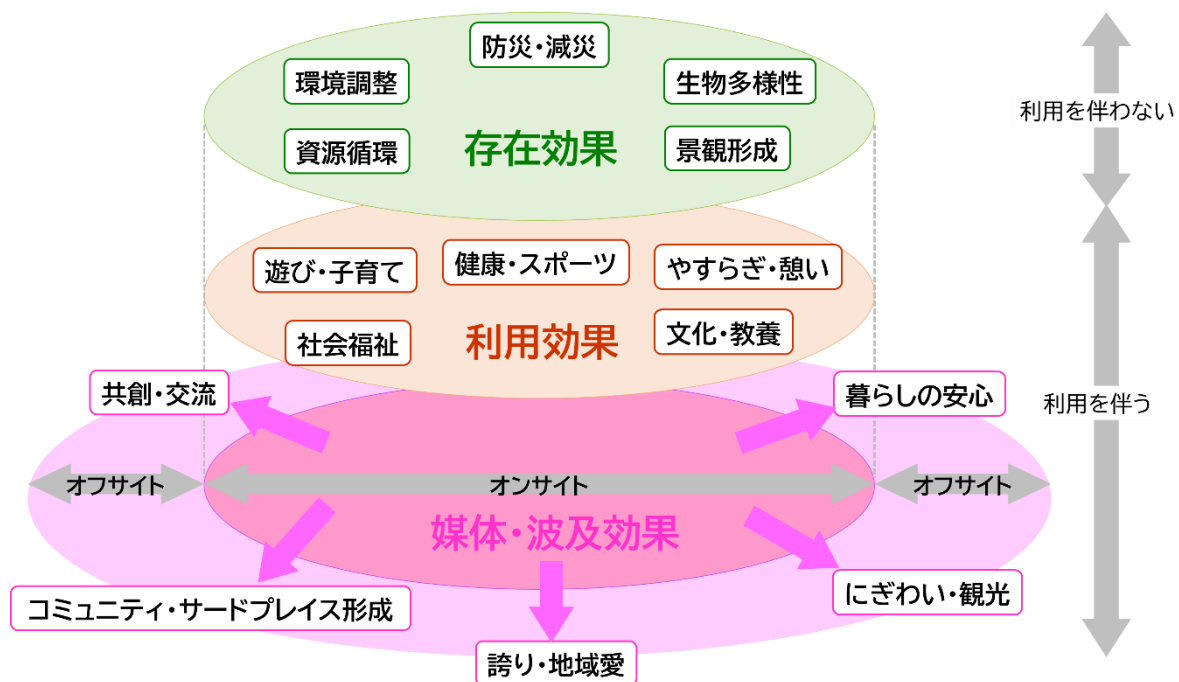 防災・減災
環境調整
生物多様性
資源循環
存在効果
景観形成
利用を伴わない
遊び・子育て
健康・スポーツ
やすらぎ・憩い
社会福祉
利用効果
文化・教養
共創・交流
暮らしの安心
利用を伴う
オフサイト
オンサイト
オフサイト
媒体・波及効果
コミュニティ・サードプレイス形成
にぎわい・観光
誇り・地域愛